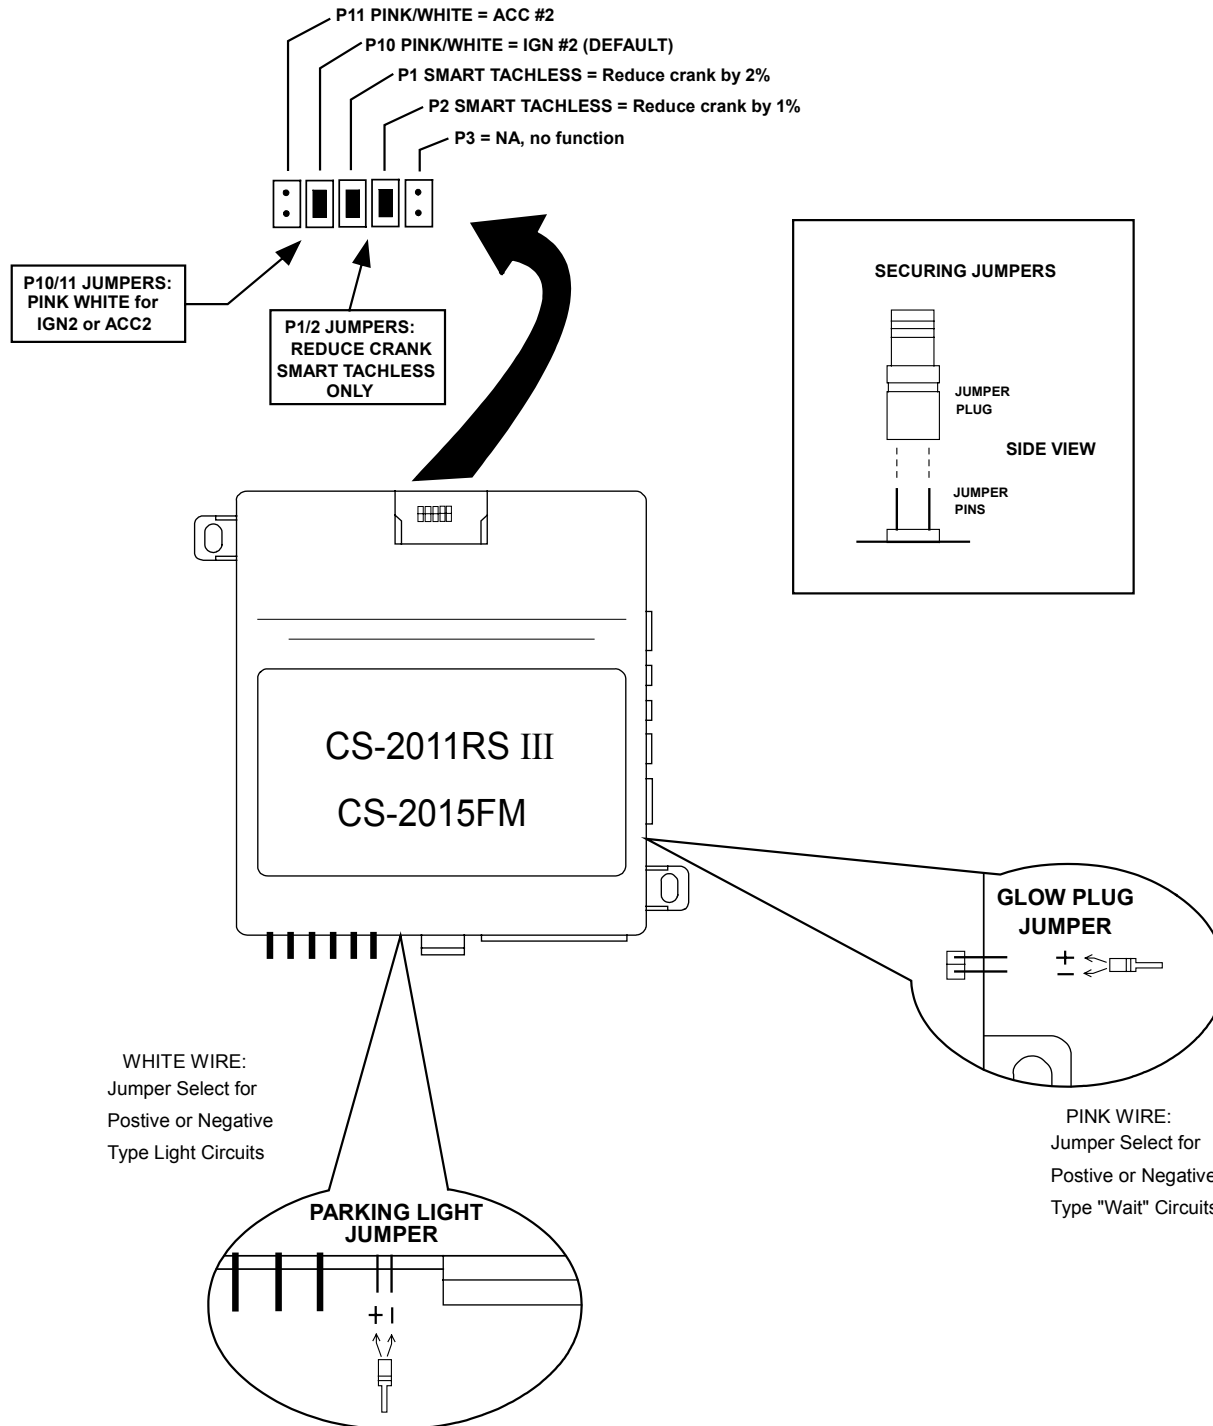 P11 PINK/WHITE = ACC #2
P10 PINK/WHITE = IGN #2 (DEFAULT)
P1 SMART TACHLESS = Reduce crank by 2%
P2 SMART TACHLESS = Reduce crank by 1%
P3 = NA, no function
P10/11 JUMPERS:
PINK WHITE for
IGN2 or ACC2
P1/2 JUMPERS:
REDUCE CRANK
SMART TACHLESS
ONLY
SECURING JUMPERS
JUMPER
PLUG
SIDE VIEW
JUMPER
PINS
CS-2011RS III
CS-2015FM
GLOW PLUG
JUMPER
+
−
WHITE WIRE:
Jumper Select for
Postive or Negative
Type Light Circuits
PINK WIRE:
Jumper Select for
Postive or Negative
Type "Wait" Circuits
PARKING LIGHT
JUMPER
+ −